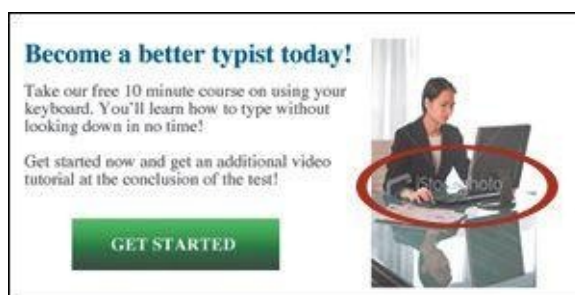 Become a better typist today!
Take our free 10 minute course on using your
keyboard. You'll learn how to type without
looking down in no time!
Get started now and get an additional video
tutorial at the conclusion of the test!
iStockphoto
GET STARTED